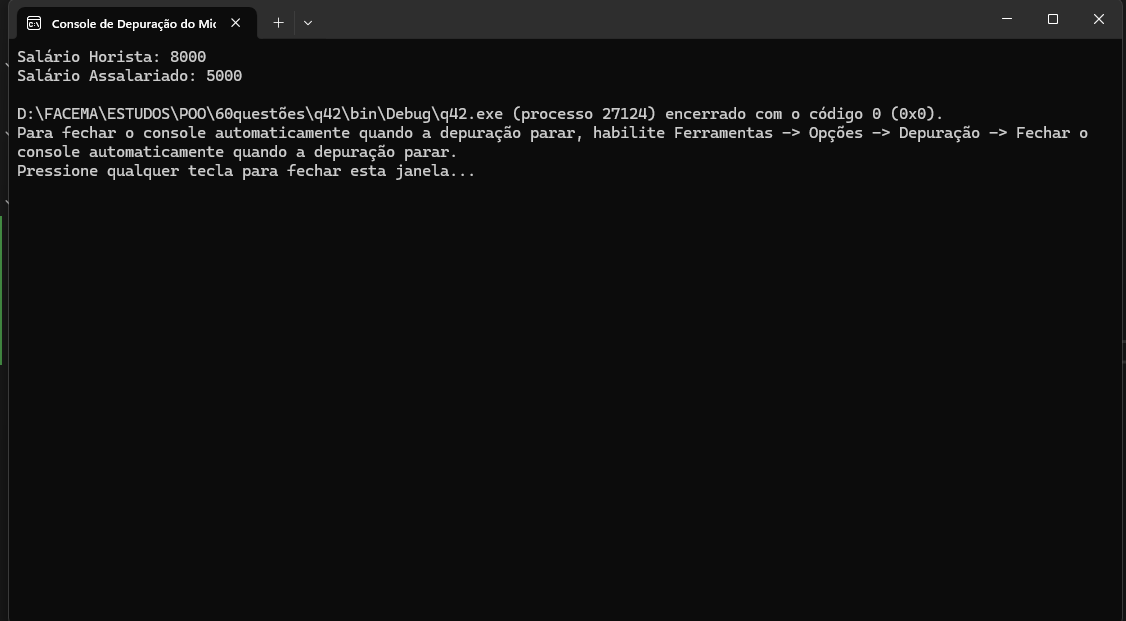 Console de Depuração do Mic
Salário Horista: 8000
Salário Assalariado: 5000
D:\FACEMA\ESTUDOS\POO\60questões\q42\bin\Debug\q42.exe (processo 27124) encerrado com o código 0 (0x0).
Para fechar o console automaticamente quando a depuração parar, habilite Ferramentas -> Opções -> Depuração -> Fechar o
console automaticamente quando a depuração parar.
Pressione qualquer tecla para fechar esta janela...